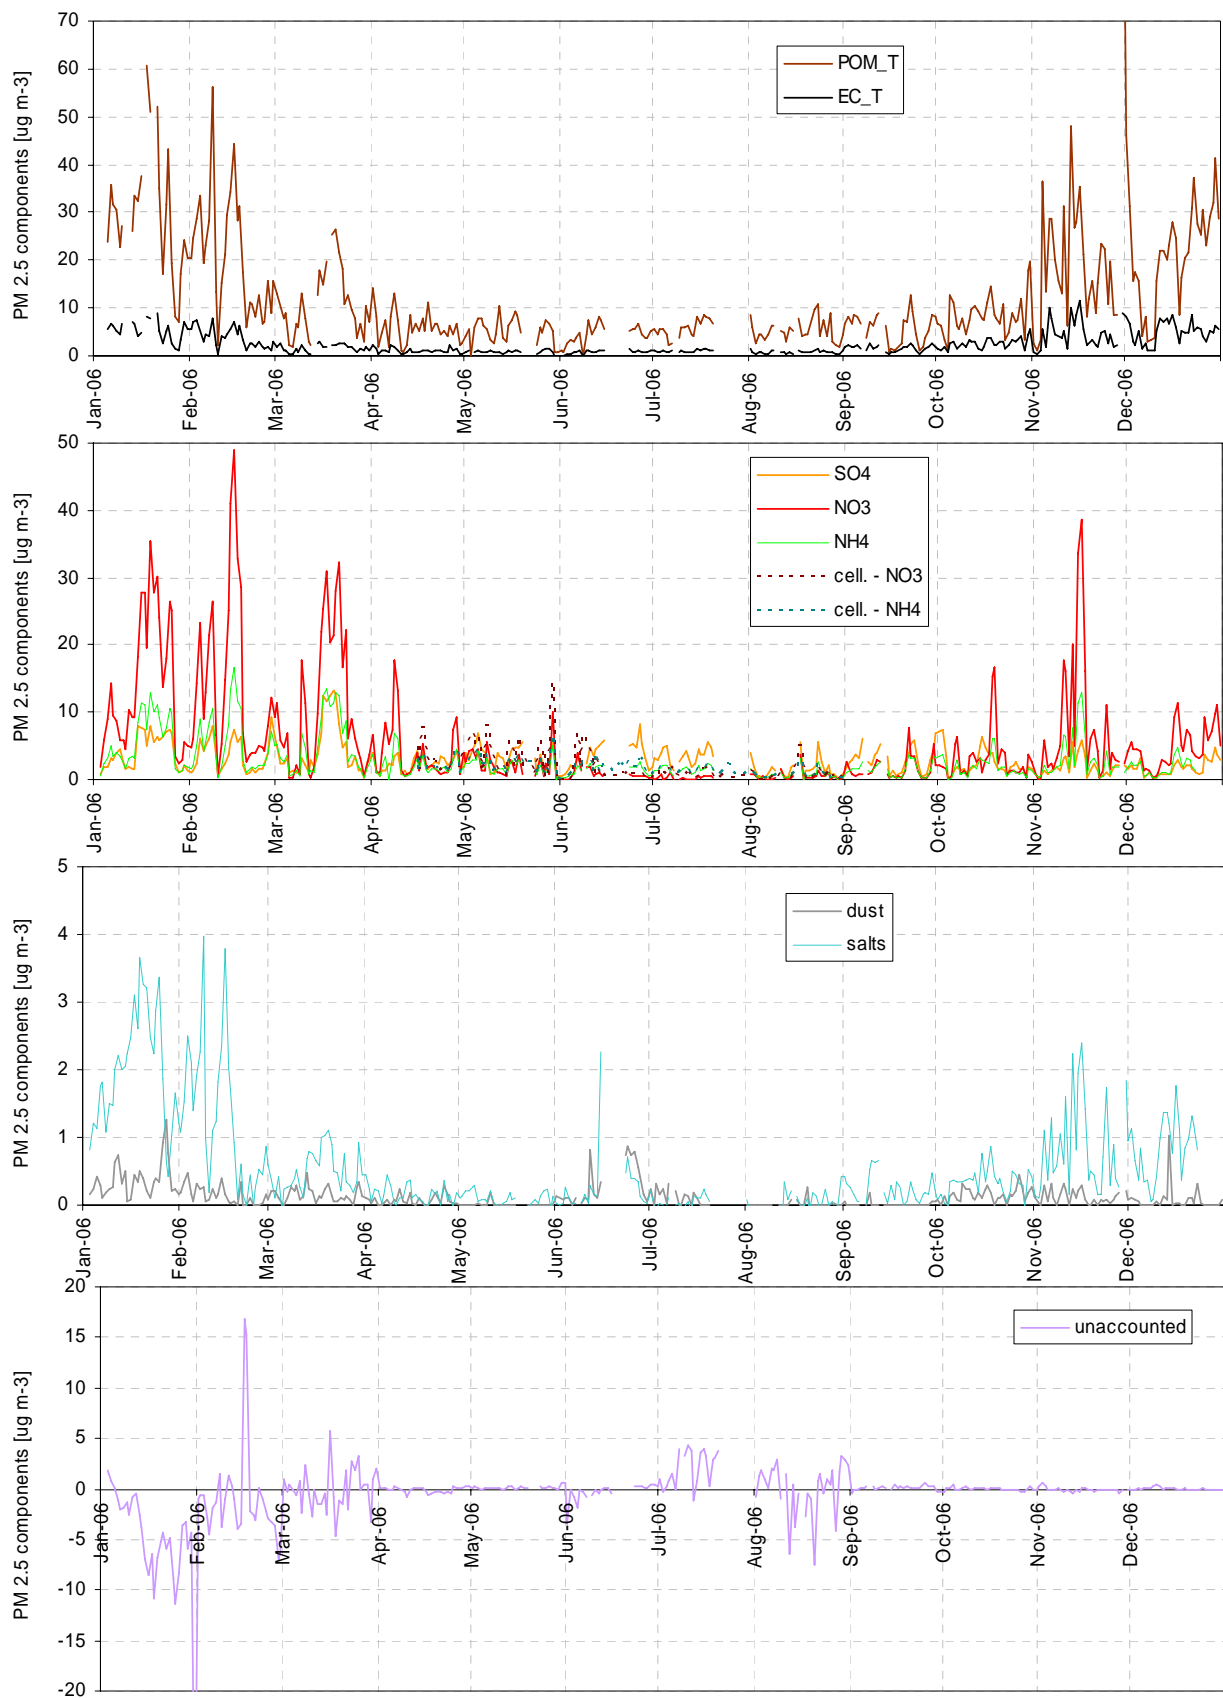 PM 2.5 components [ug m-3]
70
60
50
40
30
20
10
0
POM_T
EC_T
Jan-06
Feb-06
Mar-06
Apr-06
May-06
Jun-06
Jul-06
Aug-06
Sep-06
Oct-06
Nov-06
Dec-06
PM 2.5 components [ug m-3]
50
40
30
20
10
0
SO4
NO3
NH4
cell. - NO3
cell. - NH4
Jan-06
Feb-06
Mar-06
Apr-06
May-06
Jun-06
Jul-06
Aug-06
Sep-06
Oct-06
Nov-06
Dec-06
PM 2.5 components [ug m-3]
5
4
3
2
1
0
dust
salts
Jan-06
Feb-06
Mar-06
Apr-06
May-06
Jun-06
Jul-06
Aug-06
Sep-06
Oct-06
Nov-06
Dec-06
PM 2.5 components [ug m-3]
20
15
10
5
0
-5
-10
-15
-20
unaccounted
Jan-06
Feb-06
Mar-06
Apr-06
May-06
Jun-06
Jul-06
Aug-06
Sep-06
Oct-06
Nov-06
Dec-06